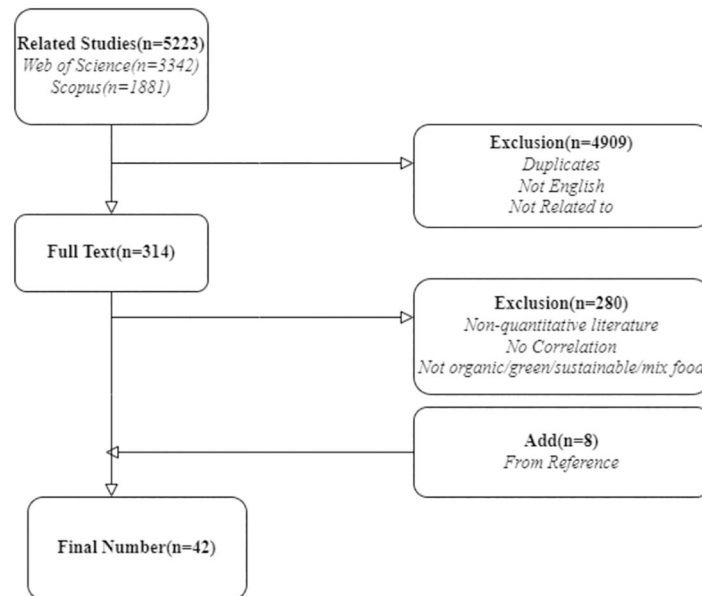 Related Studies(n=5223)
Web of Science(n=3342)
Scopus(n=1881)
Exclusion(n=4909)
Duplicates
Not English
Not Related to
Full Text(n=314)
Exclusion(n=280)
Non-quantitative literature
No Correlation
Not organic/green/sustainable/mix food
Add(n=8)
From Reference
Final Number(n=42)